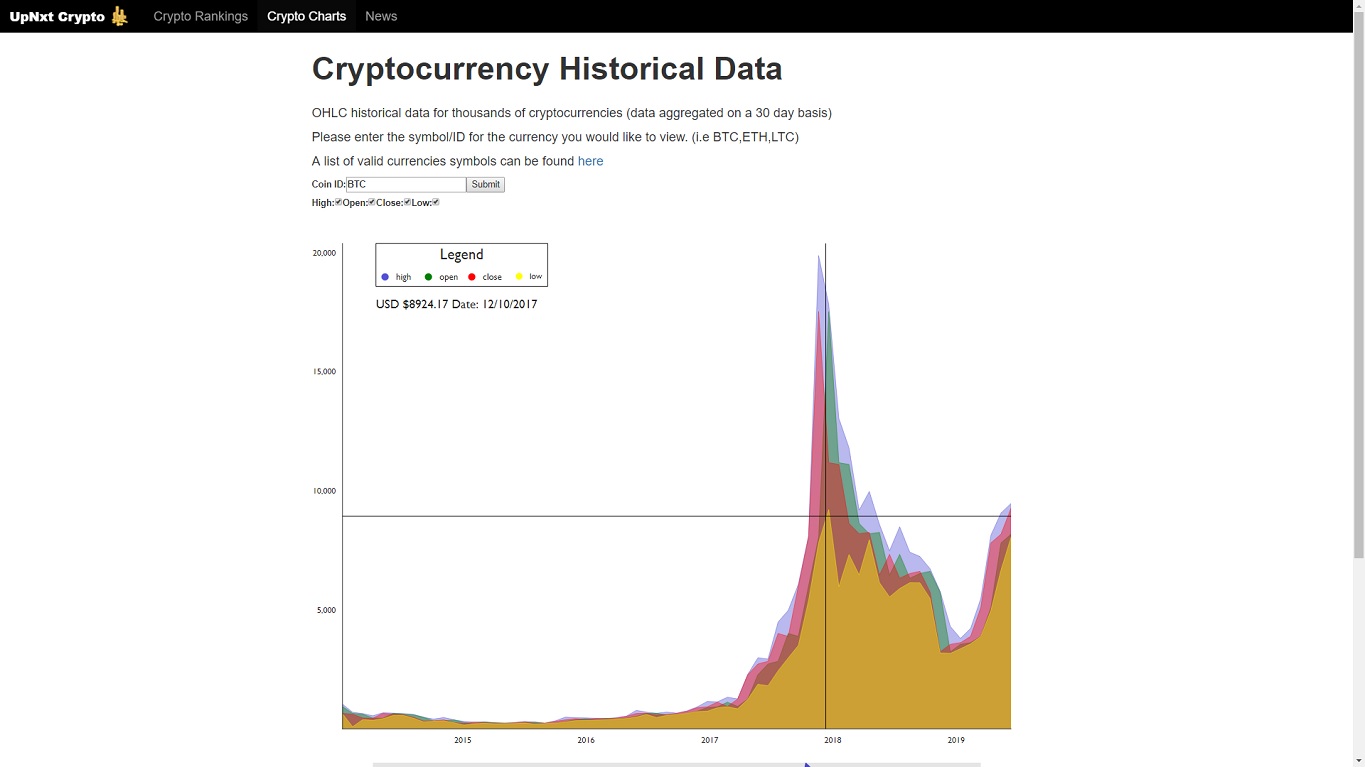 UpNxt Crypto Crypto Rankings Crypto Charts News
Cryptocurrency Historical Data
OHLC historical data for thousands of cryptocurrencies (data aggregated on a 30 day basis)
Please enter the symbol/ID for the currency you would like to view. (i.e BTC,ETH,LTC)
A list of valid currencies symbols can be found here
Coin ID:BTC Submit
High: Open: Close: Low:
Legend
high open close low
USD $8924.17 Date: 12/10/2017
20,000
15,000
10,000
5,000
2015 2016 2017 2018 2019